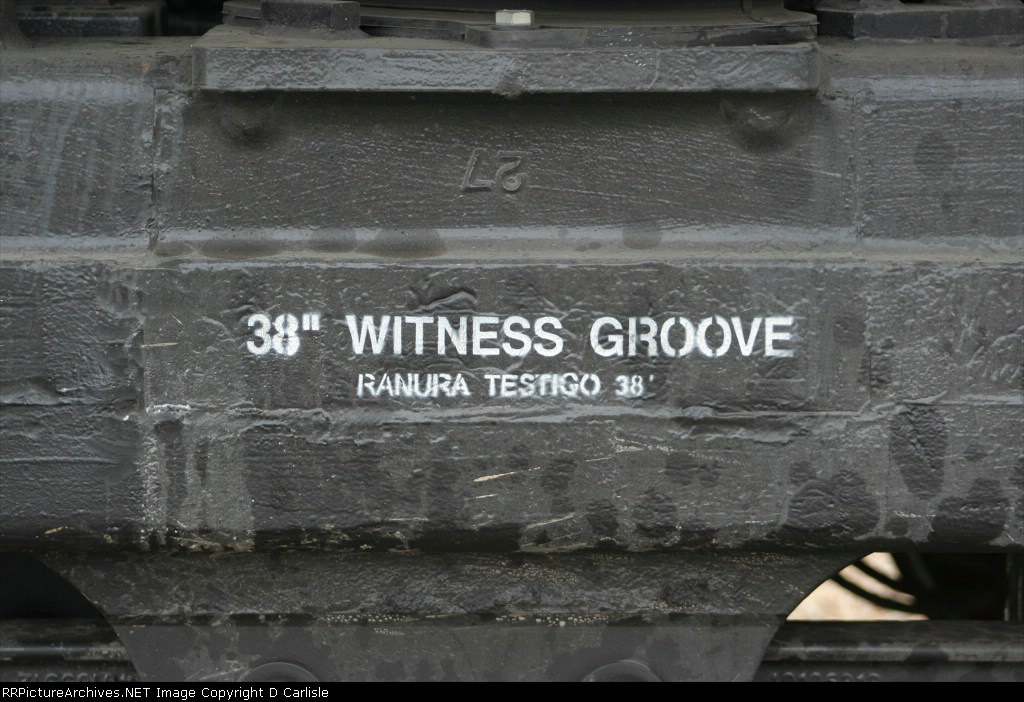 27
38" WITNESS GROOVE
RANURA TESTIGO 38'
RRPictureArchives.NET Image Copyright © D Carlisle